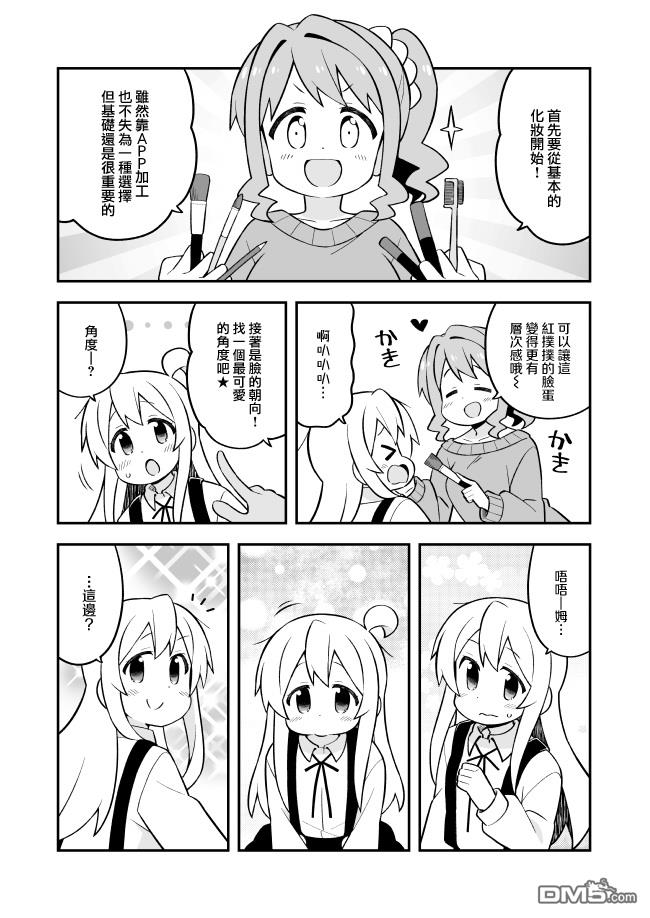 首先要從基本的
化妝開始！
雖然靠APP加工
也不失為一種選擇
但基礎還是很重要的
可以讓這
紅撲撲的臉蛋
變得更有
層次感哦~
かき
かき
啊叭叭叭…
接著是臉的朝向！
找一個最可愛
的角度吧★
角度—？
唔唔—姆…
…這邊？
DM5.com